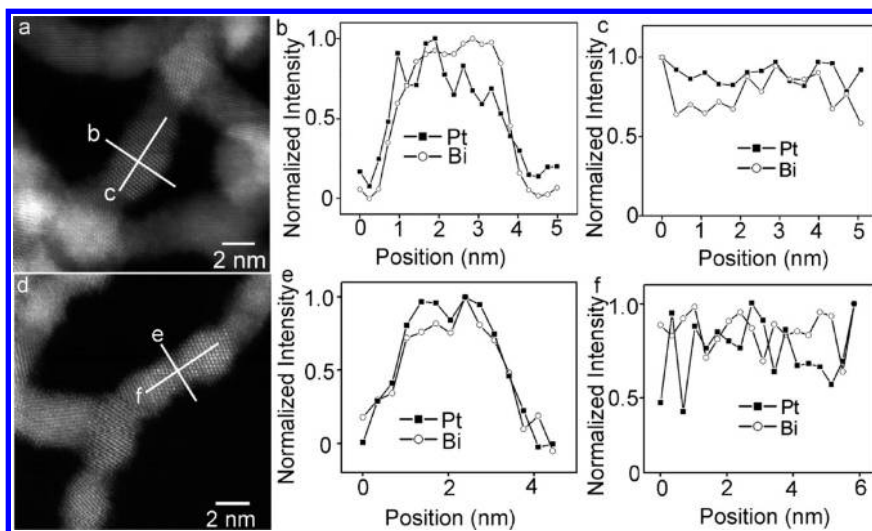 a
b
c
2 nm
b
Normalized Intensity
1.0
0.5
0
Pt
Bi
0 1 2 3 4 5
Position (nm)
c
Normalized Intensity
1.0
0.5
0
Pt
Bi
0 1 2 3 4 5
Position (nm)
d
e
f
2 nm
e
Normalized Intensity
1.0
0.5
0
Pt
Bi
0 2 4
Position (nm)
f
Normalized Intensity
1.0
0.5
0
Pt
Bi
0 2 4 6
Position (nm)